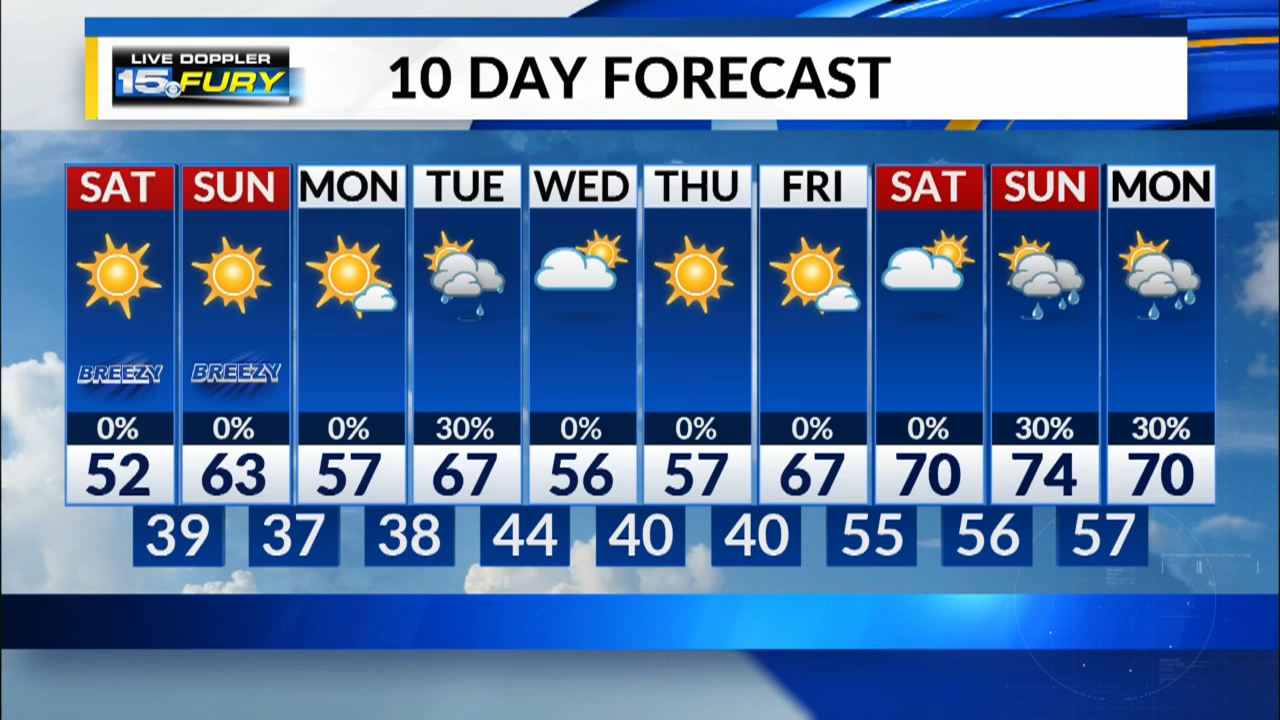 LIVE DOPPLER
15 FURY
10 DAY FORECAST
SAT SUN MON TUE WED THU FRI SAT SUN MON
BREEZY BREEZY
0% 0% 0% 30% 0% 0% 0% 0% 30% 30%
52 63 57 67 56 57 67 70 74 70
39 37 38 44 40 40 55 56 57